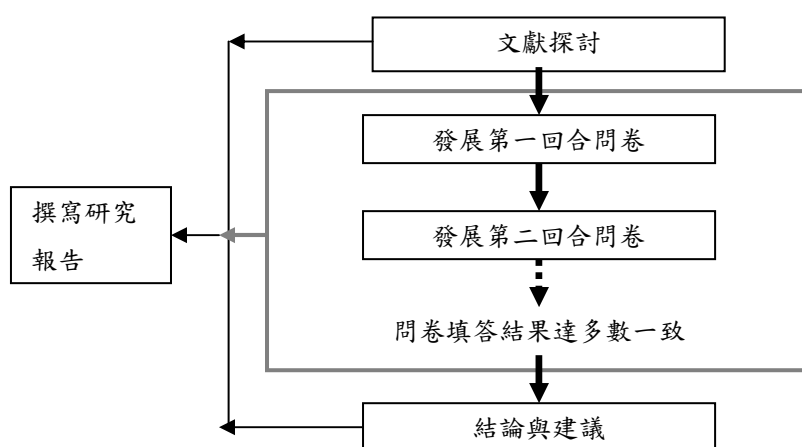 文獻探討
發展第一回合問卷
撰寫研究
報告
發展第二回合問卷
問卷填答結果達多數一致
結論與建議